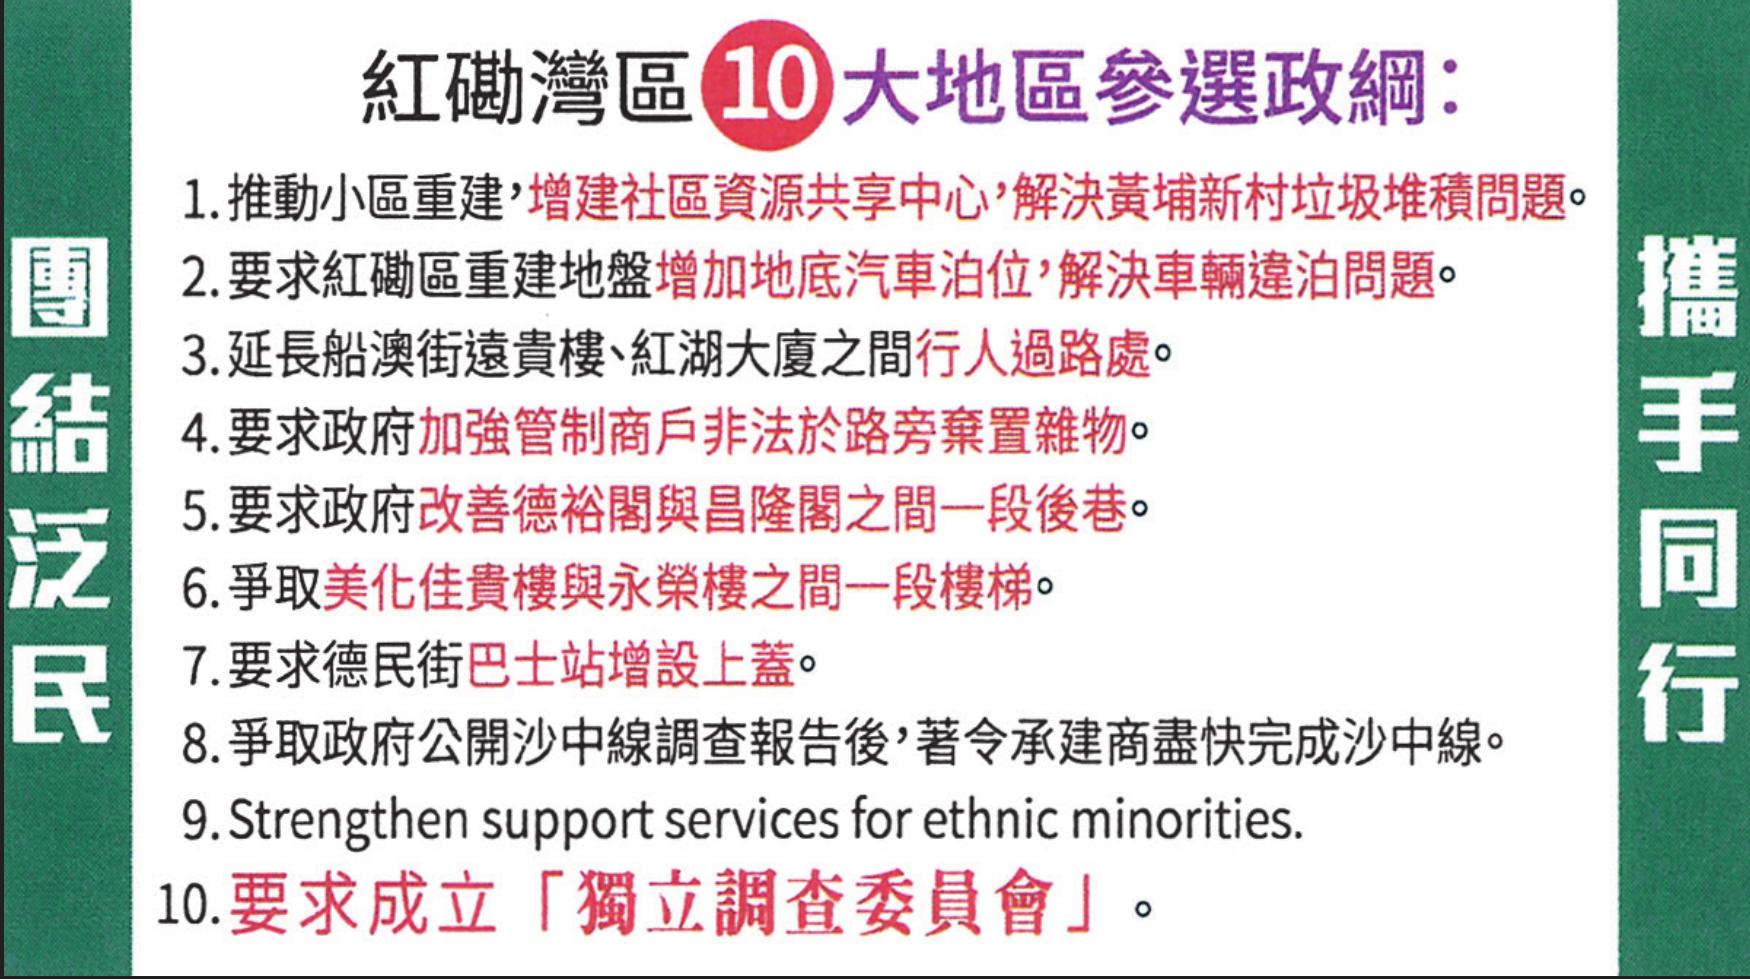 紅磡灣區10大地區參選政綱：
1.推動小區重建，增建社區資源共享中心，解決黃埔新村垃圾堆積問題。
2.要求紅磡區重建地盤增加地底汽車泊位，解決車輛違泊問題。
3.延長船澳街遠貴樓、紅湖大廈之間行人過路處。
4.要求政府加強管制商戶非法於路旁棄置雜物。
5.要求政府改善德裕閣與昌隆閣之間一段後巷。
6.爭取美化佳貴樓與永榮樓之間一段樓梯。
7.要求德民街巴士站增設上蓋。
8.爭取政府公開沙中線調查報告後，著令承建商盡快完成沙中線。
9.Strengthen support services for ethnic minorities.
10.要求成立「獨立調查委員會」。
團結泛民
攜手同行